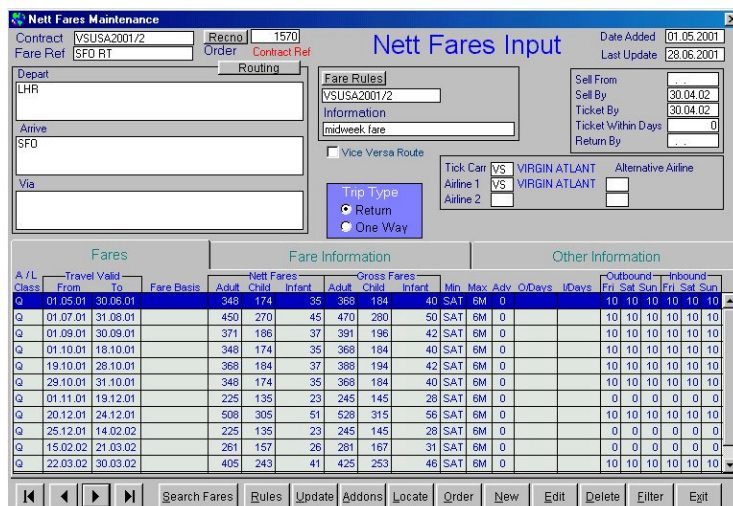 Nett Fares Maintenance
Contract VSUSA2001/2 Recno 1570 Nett Fares Input Date Added 01.05.2001
Fare Ref SFO RT Order Contract Ref Last Update 28.06.2001
Routing
Depart
LHR
Arrive
SFO
Via
Fare Rules
VSUSA2001/2
Information
midweek fare
Vice Versa Route
Trip Type
Return
One Way
Sell From . .
Sell By 30.04.02
Ticket By 30.04.02
Ticket Within Days 0
Return By . .
Tick Carr VS VIRGIN ATLANT Alternative Airline
Airline 1 VS VIRGIN ATLANT
Airline 2
Fares Fare Information Other Information
A / L Travel Valid Nett Fares Gross Fares Outbound Inbound
Class From To Fare Basis Adult Child Infant Adult Child Infant Min Max Adv O/Days I/Days Fri Sat Sun Fri Sat Sun
Q 01.05.01 30.06.01 348 174 35 368 184 40 SAT 6M 0 10 10 10 10 10 10
Q 01.07.01 31.08.01 450 270 45 470 280 50 SAT 6M 0 10 10 10 10 10 10
Q 01.09.01 30.09.01 371 186 37 391 196 42 SAT 6M 0 10 10 10 10 10 10
Q 01.10.01 18.10.01 348 174 35 368 184 40 SAT 6M 0 10 10 10 10 10 10
Q 19.10.01 28.10.01 368 184 37 388 194 42 SAT 6M 0 10 10 10 10 10 10
Q 29.10.01 31.10.01 348 174 35 368 184 40 SAT 6M 0 10 10 10 10 10 10
Q 01.11.01 19.12.01 225 135 23 245 145 28 SAT 6M 0 0 0 0 0 0 0
Q 20.12.01 24.12.01 508 305 51 528 315 56 SAT 6M 0 10 10 10 10 10 10
Q 25.12.01 14.02.02 225 135 23 245 145 28 SAT 6M 0 0 0 0 0 0 0
Q 15.02.02 21.03.02 261 157 26 281 167 31 SAT 6M 0 0 0 0 0 0 0
Q 22.03.02 30.03.02 405 243 41 425 253 46 SAT 6M 0 10 10 10 10 10 10
Search Fares Rules Update Addons Locate Order New Edit Delete Filter Exit